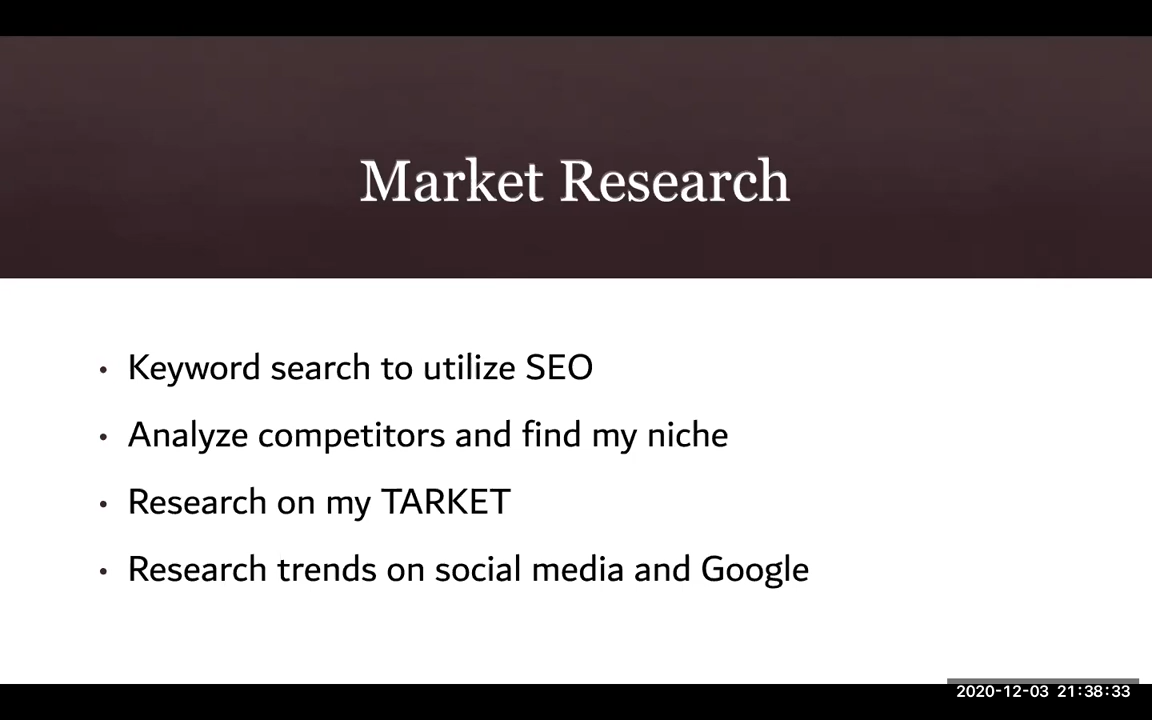 Market Research
• Keyword search to utilize SEO
• Analyze competitors and find my niche
• Research on my TARKET
• Research trends on social media and Google
2020-12-03 21:38:33